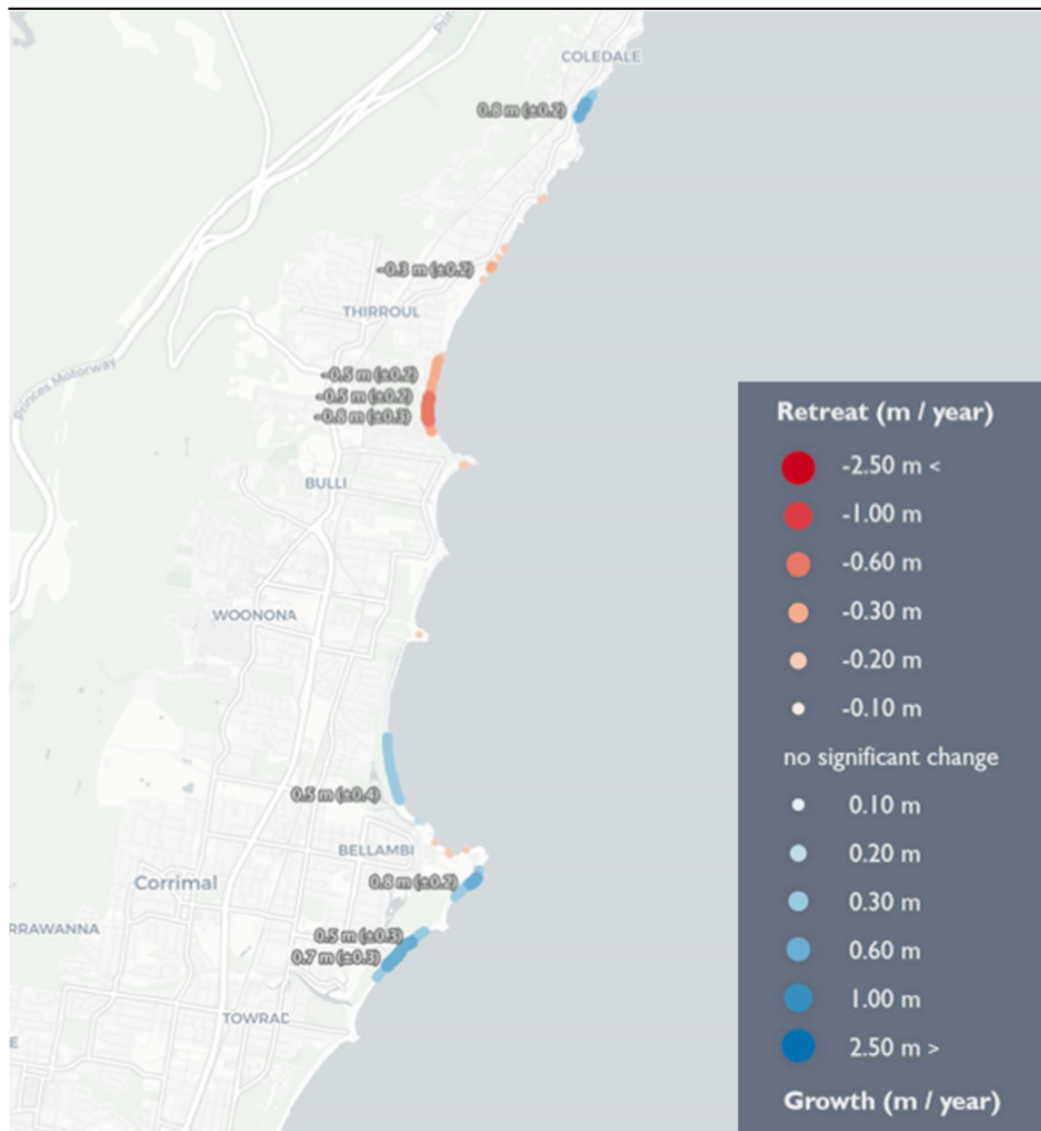 Pri
COLEDALE
0.8 m (±0.2)
-0.3 m (±0.2)
THIRROUL
Princes Motorway
-0.5 m (±0.2)
-0.5 m (±0.2)
-0.8 m (±0.3)
BULLI
WOONONA
0.5 m (±0.4)
BELLAMBI
Corrimal
0.8 m (±0.2)
RRAWANNA
0.5 m (±0.3)
0.7 m (±0.3)
TOWRAD
E
Retreat (m / year)
-2.50 m <
-1.00 m
-0.60 m
-0.30 m
-0.20 m
-0.10 m
no significant change
0.10 m
0.20 m
0.30 m
0.60 m
1.00 m
2.50 m >
Growth (m / year)